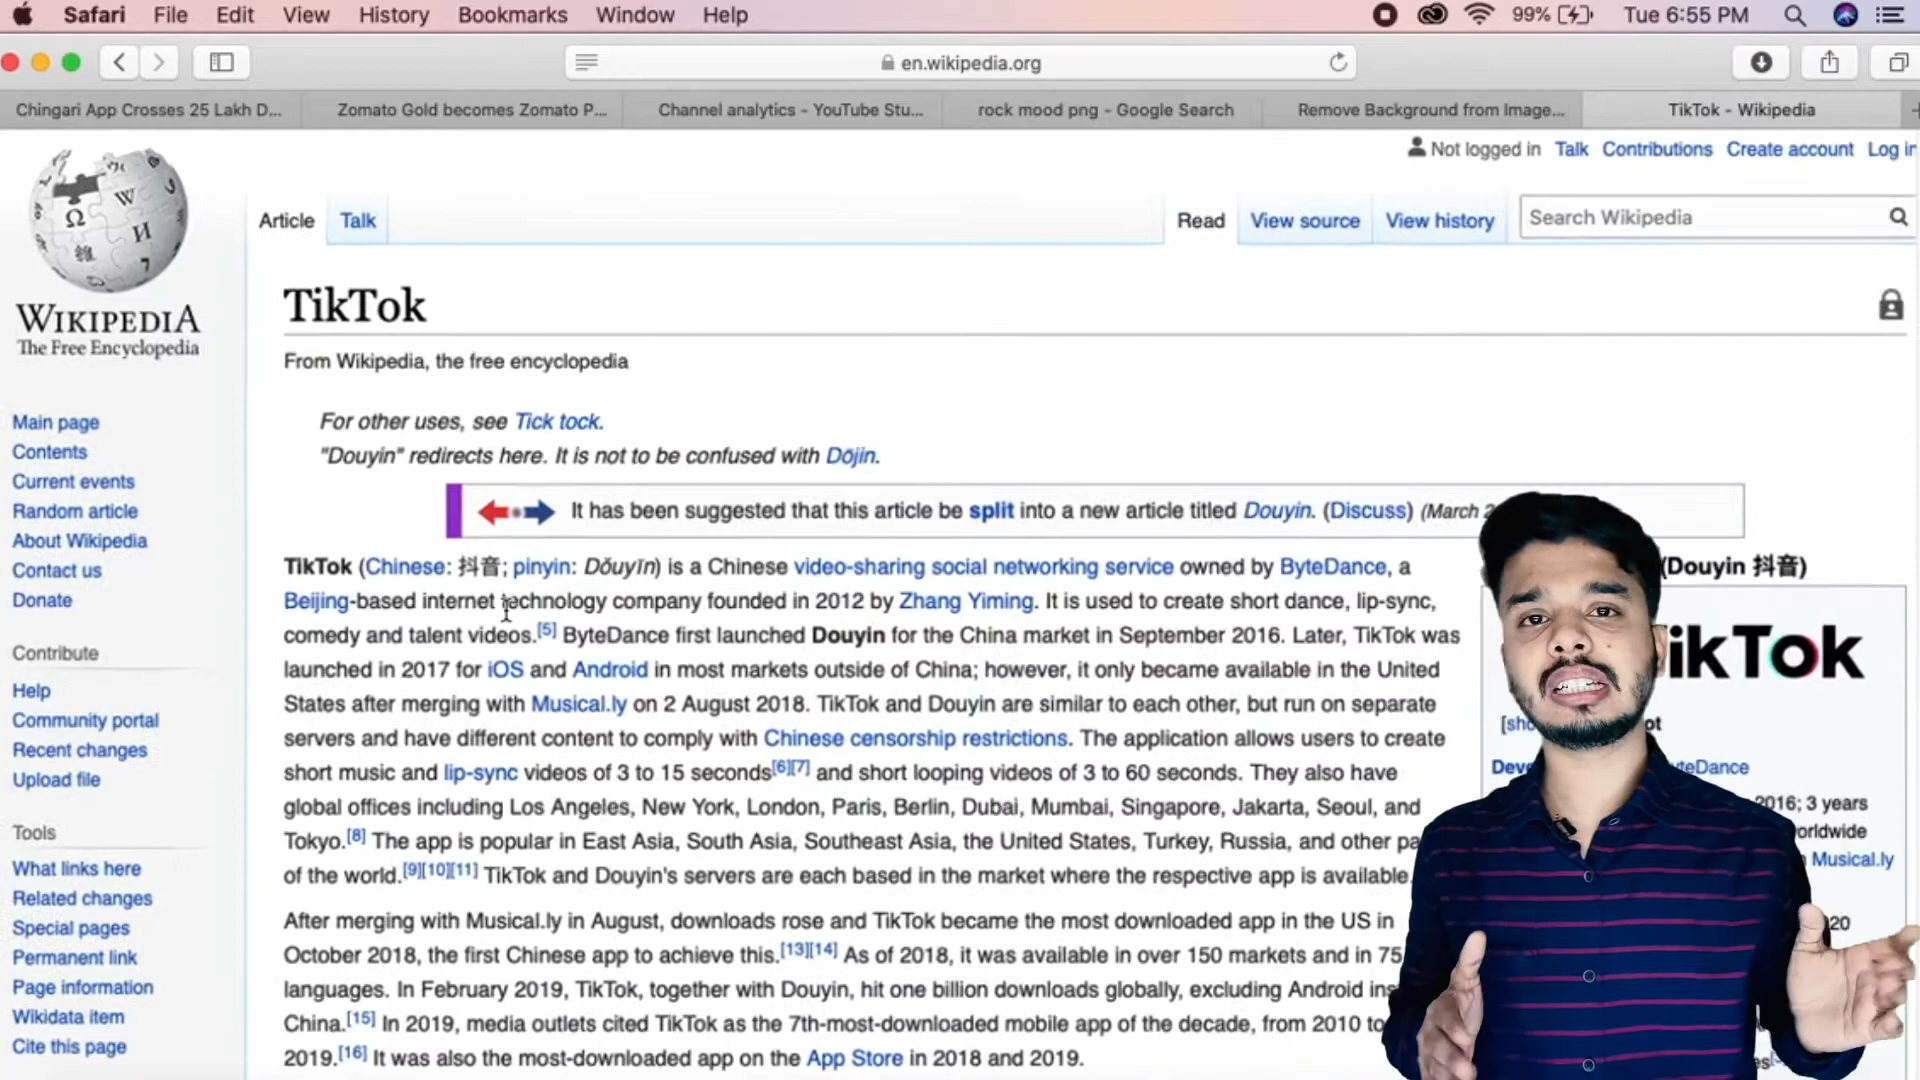 Safari File Edit View History Bookmarks Window Help 99% Tue 6:55 PM
en.wikipedia.org
Chingari App Crosses 25 Lakh D... Zomato Gold becomes Zomato P... Channel analytics - YouTube Stu... rock mood png - Google Search Remove Background from Image... TikTok - Wikipedia
Not logged in Talk Contributions Create account Log in
Article Talk Read View source View history Search Wikipedia
WIKIPEDIA
The Free Encyclopedia
TikTok
From Wikipedia, the free encyclopedia
For other uses, see Tick tock.
"Douyin" redirects here. It is not to be confused with Dōjin.
It has been suggested that this article be split into a new article titled Douyin. (Discuss) (March
TikTok (Chinese: 抖音; pinyin: Dǒuyīn) is a Chinese video-sharing social networking service owned by ByteDance, a
Beijing-based internet technology company founded in 2012 by Zhang Yiming. It is used to create short dance, lip-sync,
comedy and talent videos.[5] ByteDance first launched Douyin for the China market in September 2016. Later, TikTok was
launched in 2017 for iOS and Android in most markets outside of China; however, it only became available in the United
States after merging with Musical.ly on 2 August 2018. TikTok and Douyin are similar to each other, but run on separate
servers and have different content to comply with Chinese censorship restrictions. The application allows users to create
short music and lip-sync videos of 3 to 15 seconds[6][7] and short looping videos of 3 to 60 seconds. They also have
global offices including Los Angeles, New York, London, Paris, Berlin, Dubai, Mumbai, Singapore, Jakarta, Seoul, and
Tokyo.[8] The app is popular in East Asia, South Asia, Southeast Asia, the United States, Turkey, Russia, and other pa
of the world.[9][10][11] TikTok and Douyin's servers are each based in the market where the respective app is available.
After merging with Musical.ly in August, downloads rose and TikTok became the most downloaded app in the US in
October 2018, the first Chinese app to achieve this.[13][14] As of 2018, it was available in over 150 markets and in 75
languages. In February 2019, TikTok, together with Douyin, hit one billion downloads globally, excluding Android ins
China.[15] In 2019, media outlets cited TikTok as the 7th-most-downloaded mobile app of the decade, from 2010 to
2019.[16] It was also the most-downloaded app on the App Store in 2018 and 2019.
(Douyin 抖音)
ikTok
[sho ot
Deve yteDance
2016; 3 years
orldwide
Musical.ly
20
Main page
Contents
Current events
Random article
About Wikipedia
Contact us
Donate
Contribute
Help
Community portal
Recent changes
Upload file
Tools
What links here
Related changes
Special pages
Permanent link
Page information
Wikidata item
Cite this page